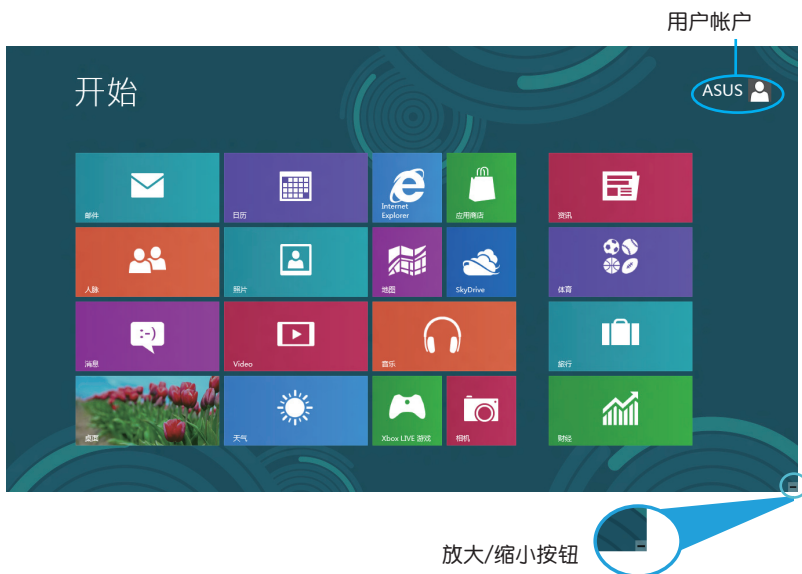 用户帐户
开始
ASUS
邮件
日历
Internet
Explorer
应用商店
资讯
人脉
照片
地图
SkyDrive
体育
消息
Video
音乐
旅行
桌面
天气
Xbox LIVE 游戏
相机
财经
放大/缩小按钮